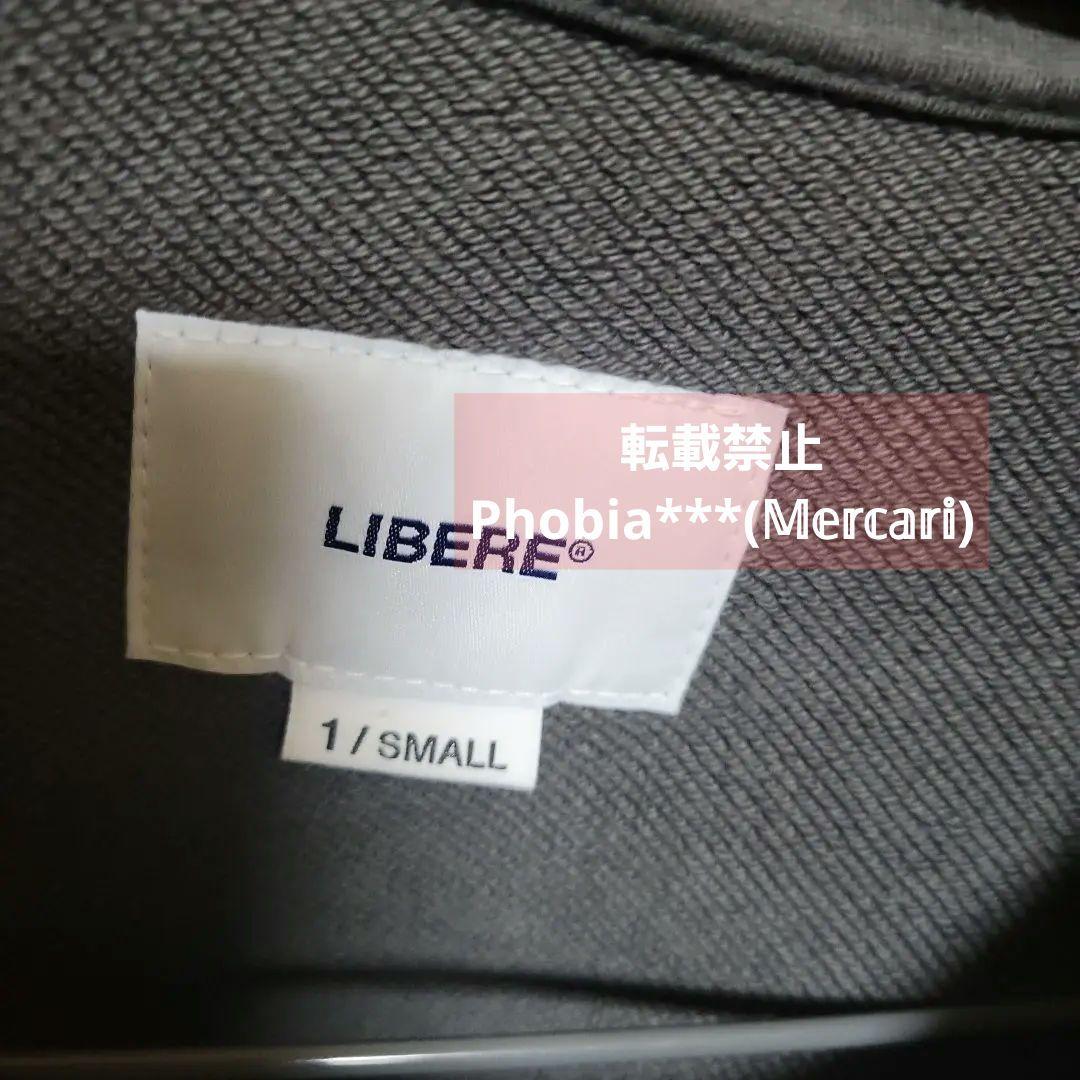 転載禁止
Phobia***(Mercari)
LIBERE®
1 / SMALL